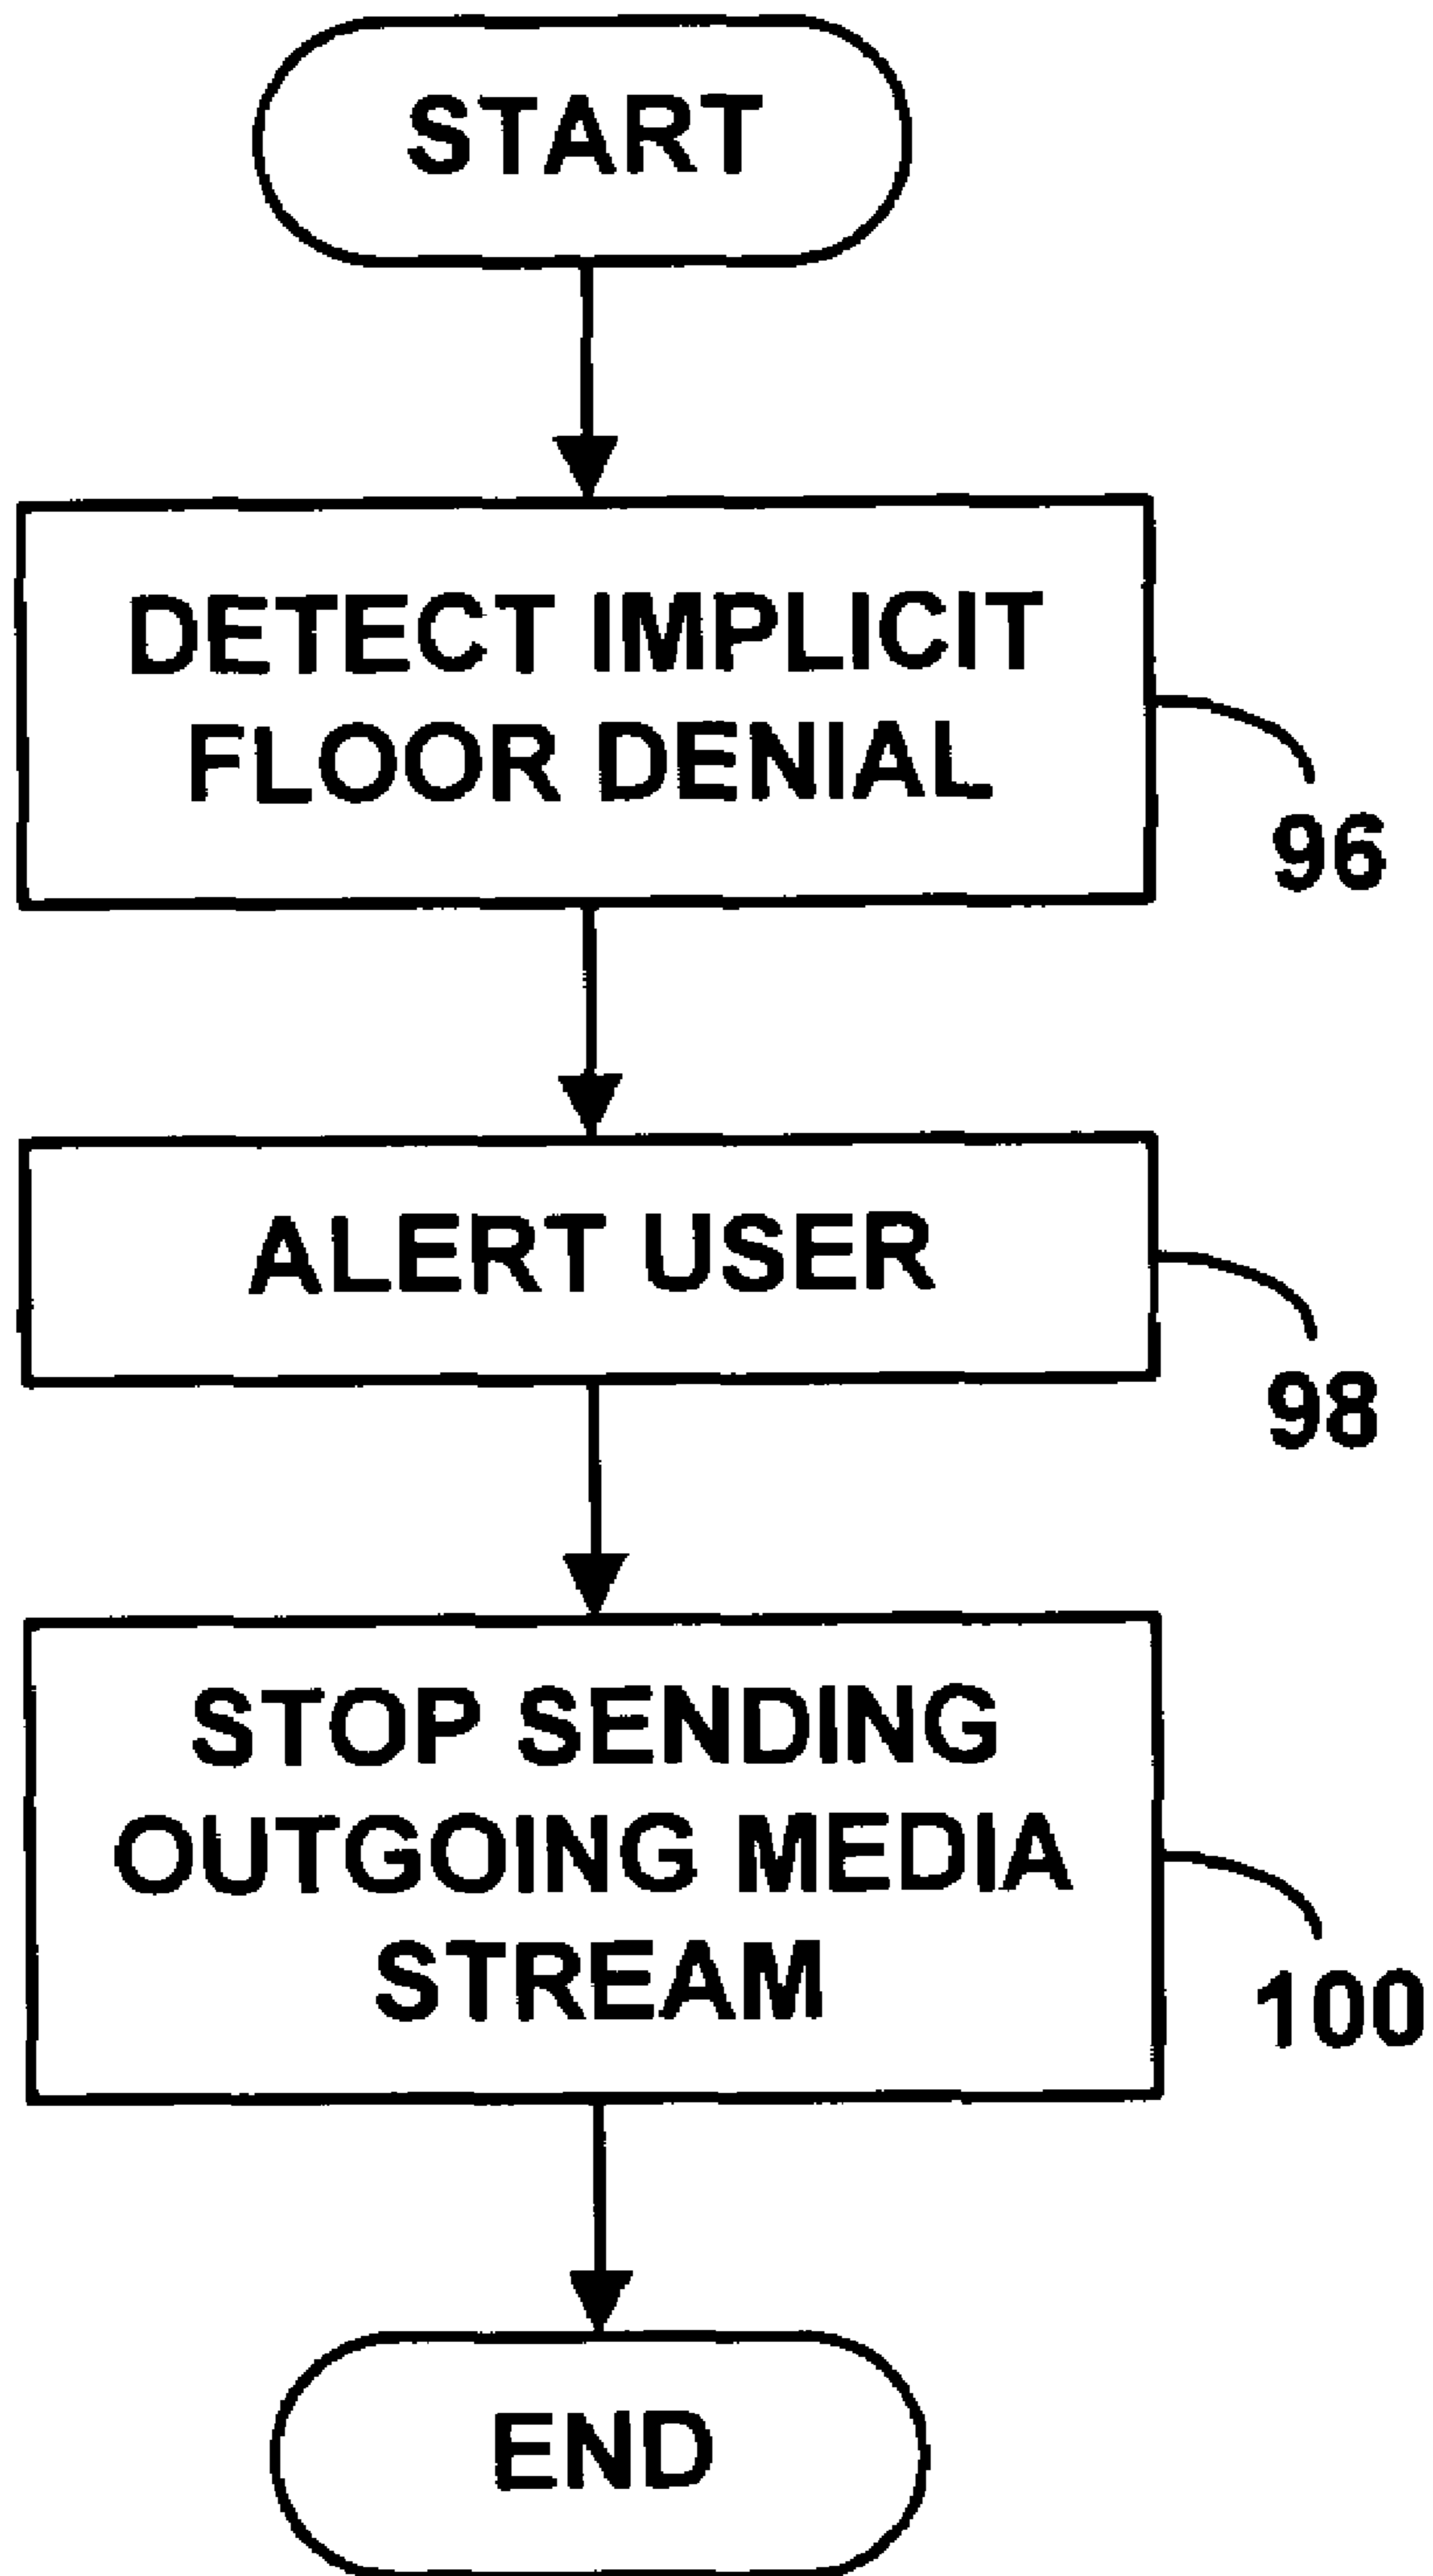 START
DETECT IMPLICIT
FLOOR DENIAL
96
ALERT USER
98
STOP SENDING
OUTGOING MEDIA
STREAM
100
END